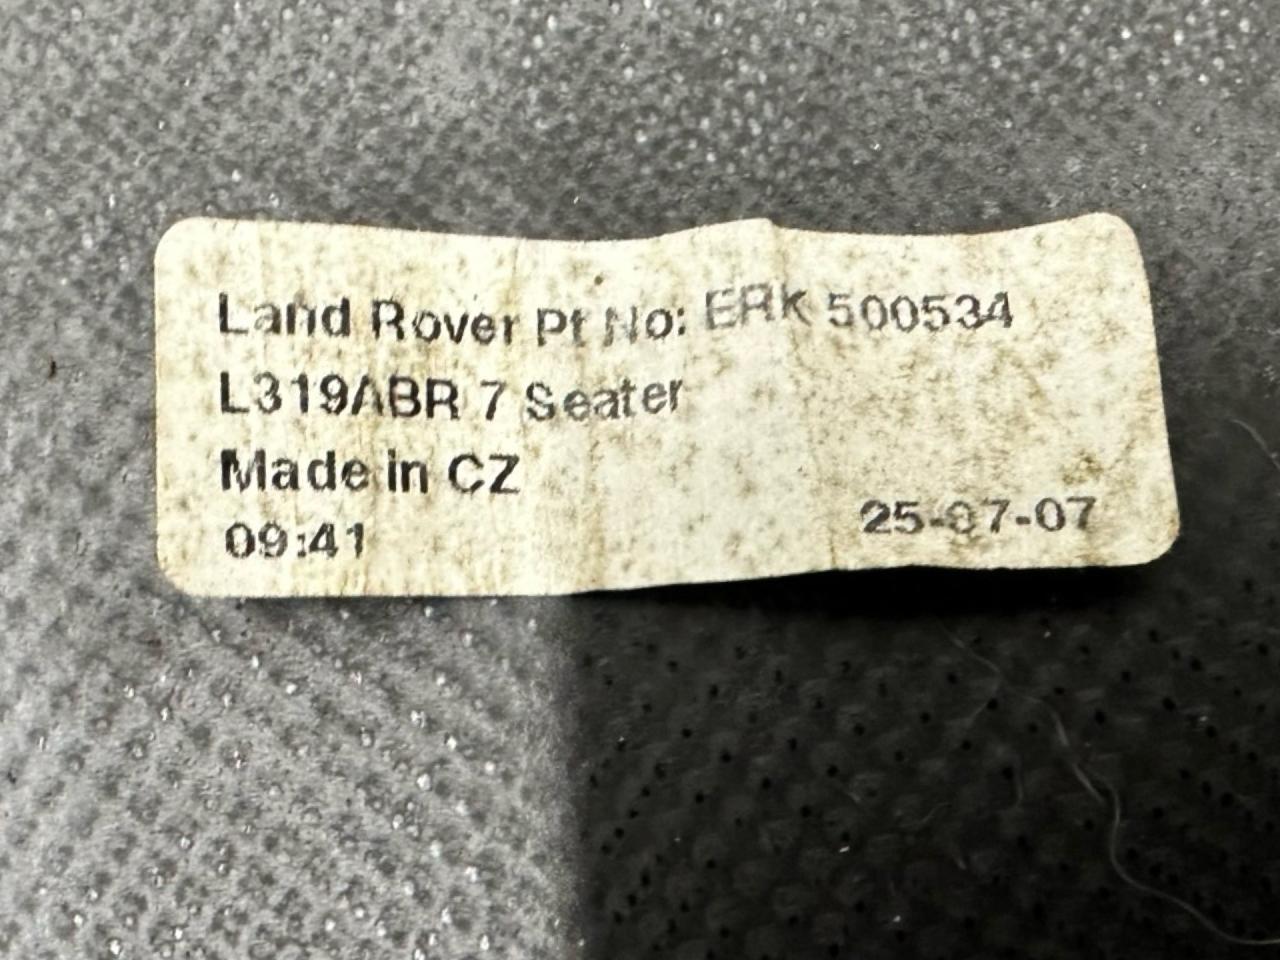 Land Rover Pt No: ERK 500534
L319ABR 7 Seater
Made in CZ
09:41 25-07-07